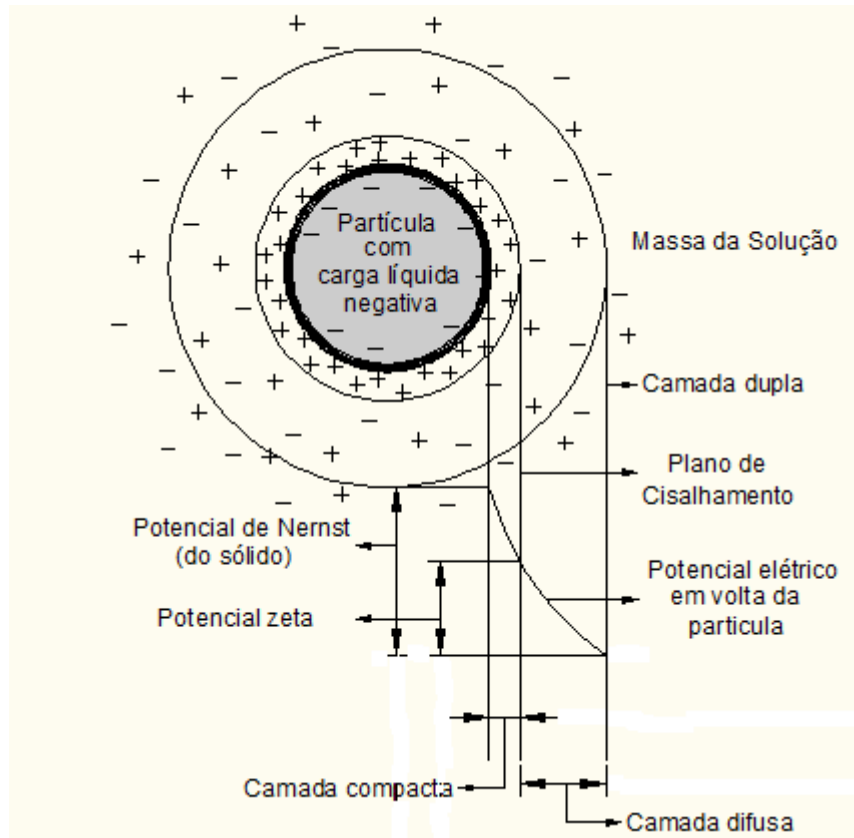 Partícula
com
carga líquida
negativa
Massa da Solução
Camada dupla
Plano de
Cisalhamento
Potencial de Nernst
(do sólido)
Potencial elétrico
em volta da
particula
Potencial zeta
Camada compacta
Camada difusa